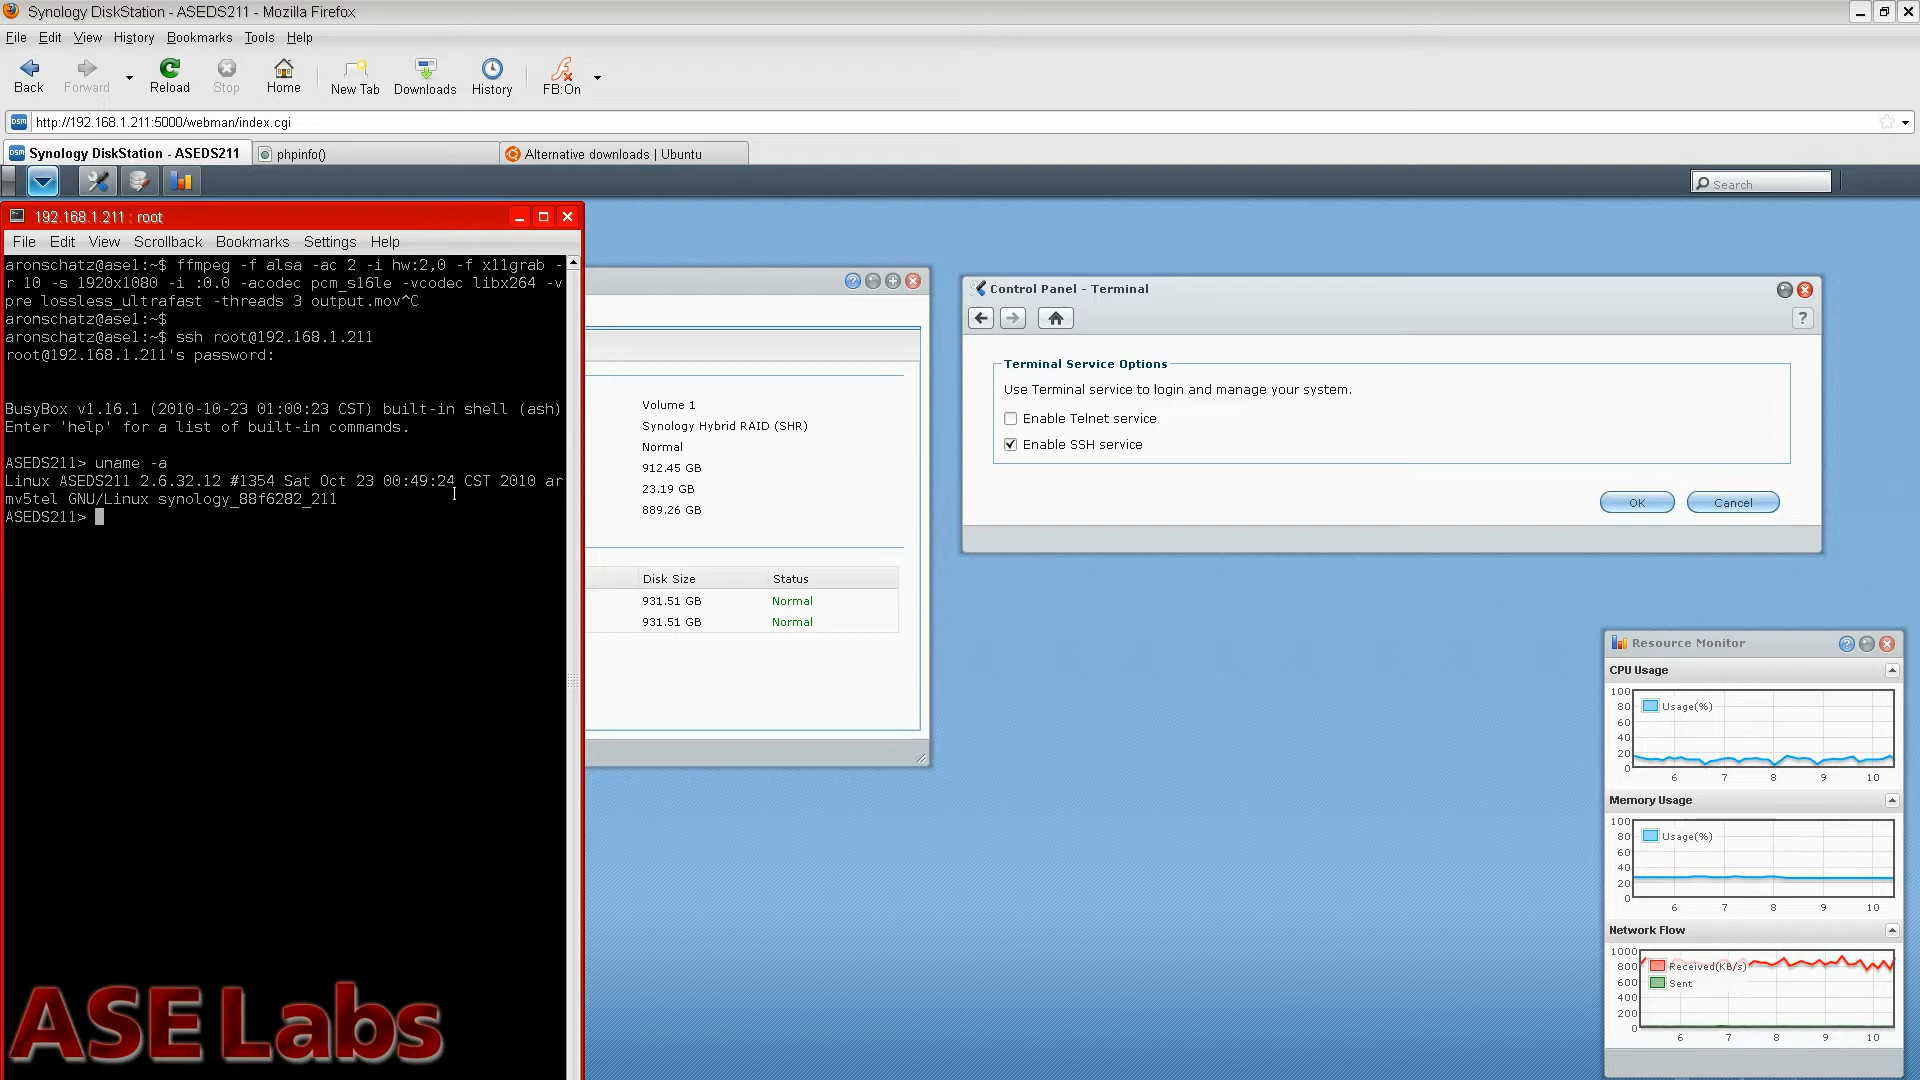 Synology DiskStation - ASEDS211 - Mozilla Firefox
File Edit View History Bookmarks Tools Help
Back Forward Reload Stop Home New Tab Downloads History FB:On
DSM http://192.168.1.211:5000/webman/index.cgi
DSM Synology DiskStation - ASEDS211 phpinfo() Alternative downloads | Ubuntu
Search
192.168.1.211 : root
File Edit View Scrollback Bookmarks Settings Help
aronschatz@ase1:~$ ffmpeg -f alsa -ac 2 -i hw:2,0 -f x11grab -
r 10 -s 1920x1080 -i :0.0 -acodec pcm_s16le -vcodec libx264 -v
pre lossless_ultrafast -threads 3 output.mov^C
aronschatz@ase1:~$
aronschatz@ase1:~$ ssh root@192.168.1.211
root@192.168.1.211's password:
BusyBox v1.16.1 (2010-10-23 01:00:23 CST) built-in shell (ash)
Enter 'help' for a list of built-in commands.
ASEDS211> uname -a
Linux ASEDS211 2.6.32.12 #1354 Sat Oct 23 00:49:24 CST 2010 ar
mv5tel GNU/Linux synology_88f6282_211
ASEDS211>
Volume 1
Synology Hybrid RAID (SHR)
Normal
912.45 GB
23.19 GB
889.26 GB
Disk Size Status
931.51 GB Normal
931.51 GB Normal
Control Panel - Terminal
Terminal Service Options
Use Terminal service to login and manage your system.
Enable Telnet service
Enable SSH service
OK Cancel
Resource Monitor
CPU Usage
100
80
60
40
20
0
Usage(%)
6 7 8 9 10
Memory Usage
100
80
60
40
20
0
Usage(%)
6 7 8 9 10
Network Flow
1000
800
600
400
200
0
Received(KB/s)
Sent
6 7 8 9 10
ASE Labs